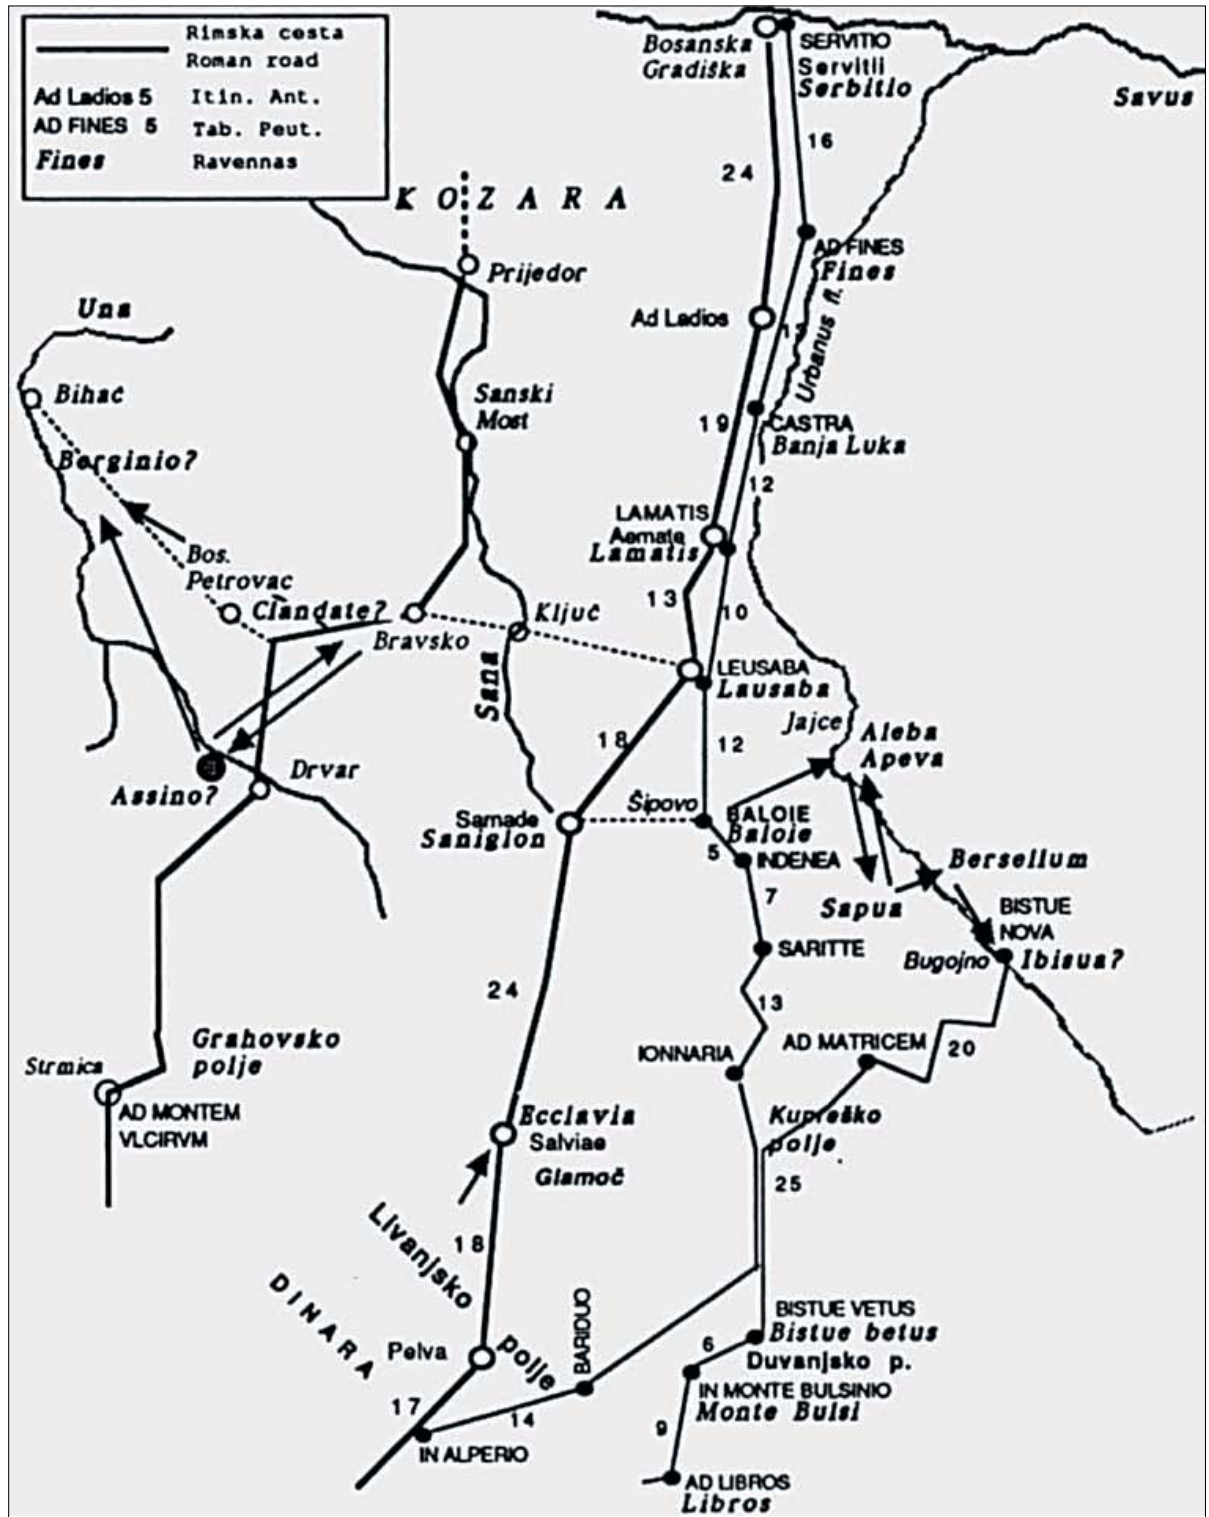 Rimska cesta
Roman road
Ad Ladios 5 Itin. Ant.
AD FINES 5 Tab. Peut.
Fines Ravennas
Bosanska
Gradiška
SERVITIO
Servitii
Serbitio
Savus
16
24
KOZARA
Prijedor
AD FINES
Fines
Ad Ladios
13
Urbanus fl.
Una
Bihać
Sanski
Most
19
CASTRA
Banja Luka
Berginio?
12
LAMATIS
Aemate
Lamatis
Bos.
Petrovac
Clandate?
13
10
Ključ
Bravsko
LEUSABA
Lausaba
Sana
Jajce
Aleba
Apeva
18
12
Drvar
Assino?
Šipovo
Sarnade
Saniglon
BALOIE
Baloie
5
INDENEA
Bersellum
7
Sapua
BISTUE
NOVA
SARITTE
Bugojno
Ibisua?
24
13
Grahovsko
polje
IONNARIA
AD MATRICEM
20
Strmica
AD MONTEM
VLCIRVM
Ecclavia
Salviae
Glamoč
Kupreško
polje
25
Livanjsko
polje
18
DINARA
BARIDUO
BISTUE VETUS
Bistue betus
Duvanjsko p.
6
Pelva
IN MONTE BULSINIO
Monte Bulsi
17
14
9
IN ALPERIO
AD LIBROS
Libros